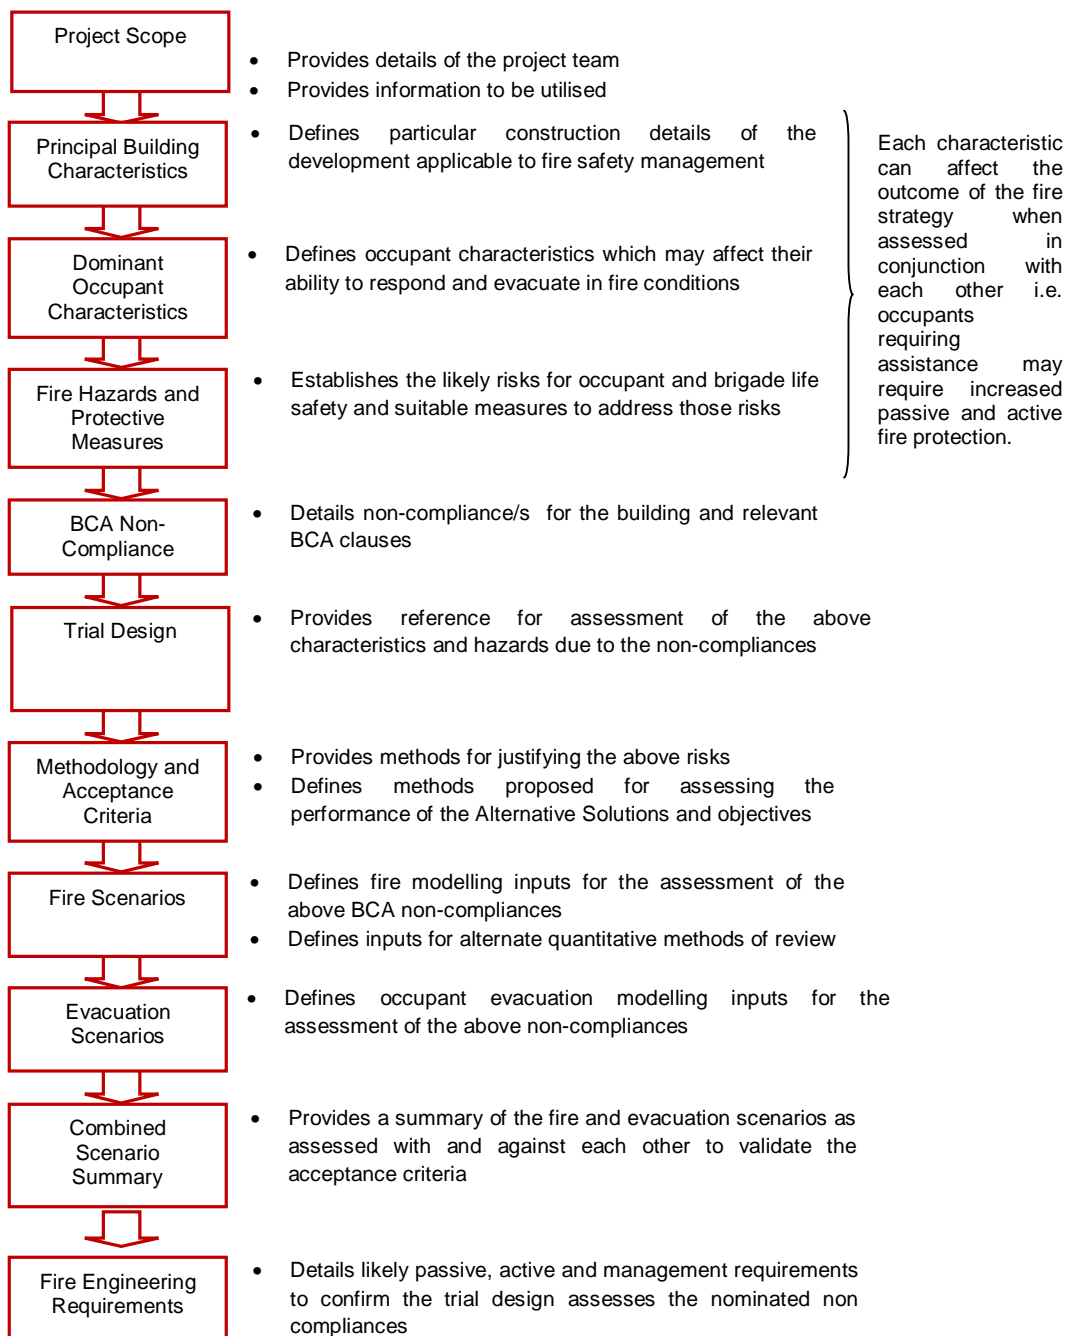 Project Scope
• Provides details of the project team
• Provides information to be utilised
Principal Building
Characteristics
• Defines particular construction details of the
development applicable to fire safety management
Dominant
Occupant
Characteristics
• Defines occupant characteristics which may affect their
ability to respond and evacuate in fire conditions
Fire Hazards and
Protective
Measures
• Establishes the likely risks for occupant and brigade life
safety and suitable measures to address those risks
Each characteristic
can affect the
outcome of the fire
strategy when
assessed in
conjunction with
each other i.e.
occupants
requiring
assistance may
require increased
passive and active
fire protection.
BCA Non-
Compliance
• Details non-compliance/s for the building and relevant
BCA clauses
Trial Design
• Provides reference for assessment of the above
characteristics and hazards due to the non-compliances
Methodology and
Acceptance
Criteria
• Provides methods for justifying the above risks
• Defines methods proposed for assessing the
performance of the Alternative Solutions and objectives
Fire Scenarios
• Defines fire modelling inputs for the assessment of the
above BCA non-compliances
• Defines inputs for alternate quantitative methods of review
Evacuation
Scenarios
• Defines occupant evacuation modelling inputs for the
assessment of the above non-compliances
Combined
Scenario
Summary
• Provides a summary of the fire and evacuation scenarios as
assessed with and against each other to validate the
acceptance criteria
Fire Engineering
Requirements
• Details likely passive, active and management requirements
to confirm the trial design assesses the nominated non
compliances